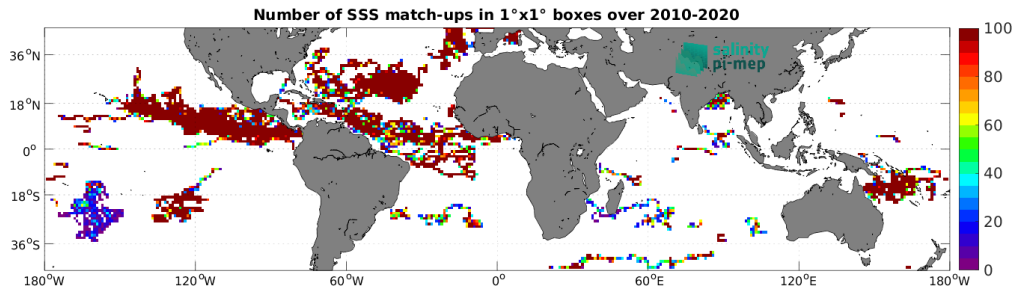 Number of SSS match-ups in 1°x1° boxes over 2010-2020
salinity
pi-mep
36°N
18°N
0°
18°S
36°S
180°W
120°W
60°W
0°
60°E
120°E
180°W
100
80
60
40
20
0